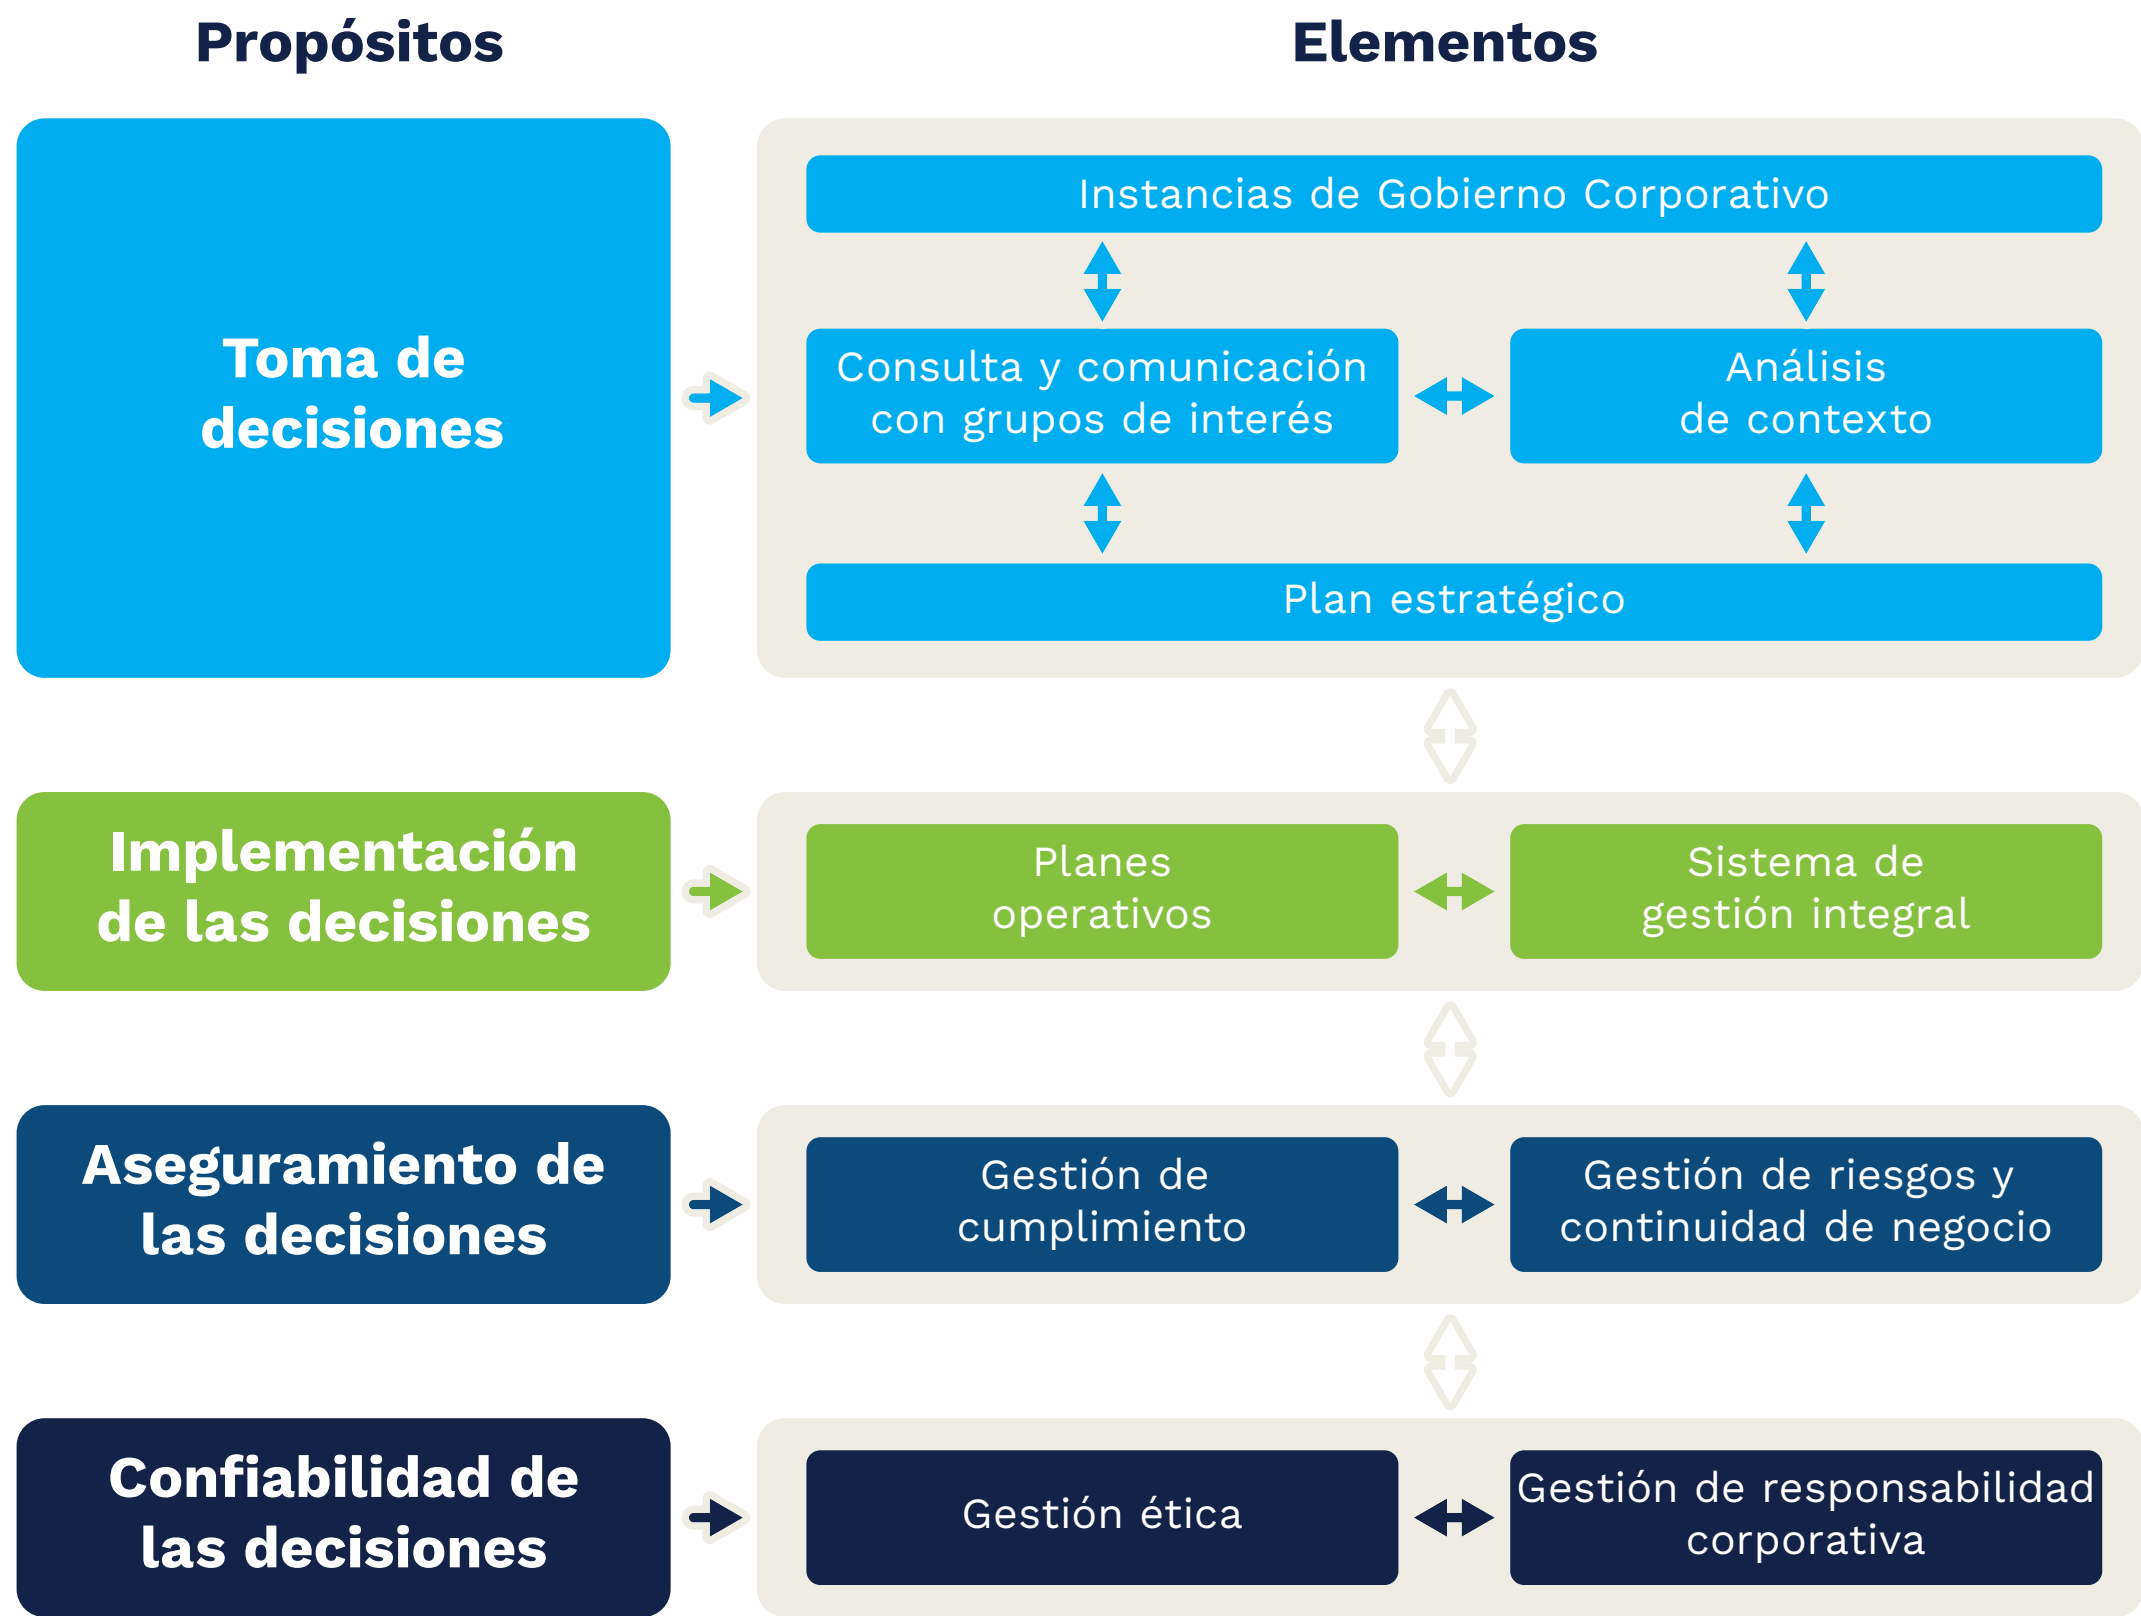 Propósitos
Elementos
Toma de
decisiones
Instancias de Gobierno Corporativo
Consulta y comunicación
con grupos de interés
Análisis
de contexto
Plan estratégico
Implementación
de las decisiones
Planes
operativos
Sistema de
gestión integral
Aseguramiento de
las decisiones
Gestión de
cumplimiento
Gestión de riesgos y
continuidad de negocio
Confiabilidad de
las decisiones
Gestión ética
Gestión de responsabilidad
corporativa